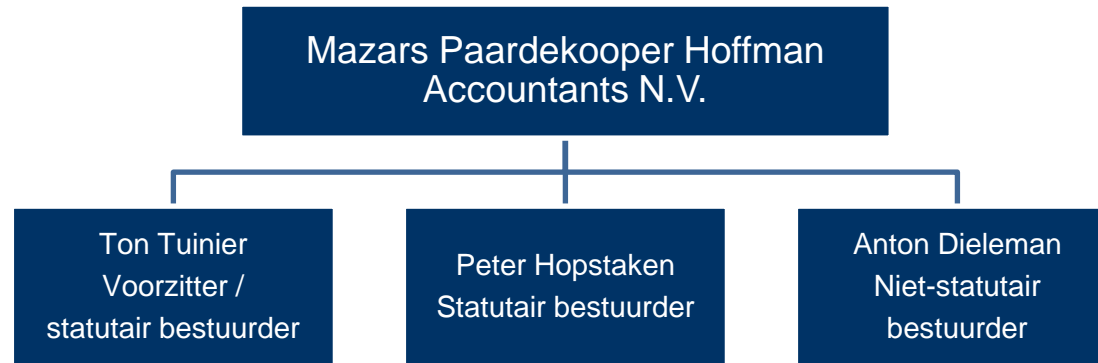 Mazars Paardekooper Hoffman
Accountants N.V.
Ton Tuinier
Voorzitter /
statutair bestuurder
Peter Hopstaken
Statutair bestuurder
Anton Dieleman
Niet-statutair
bestuurder